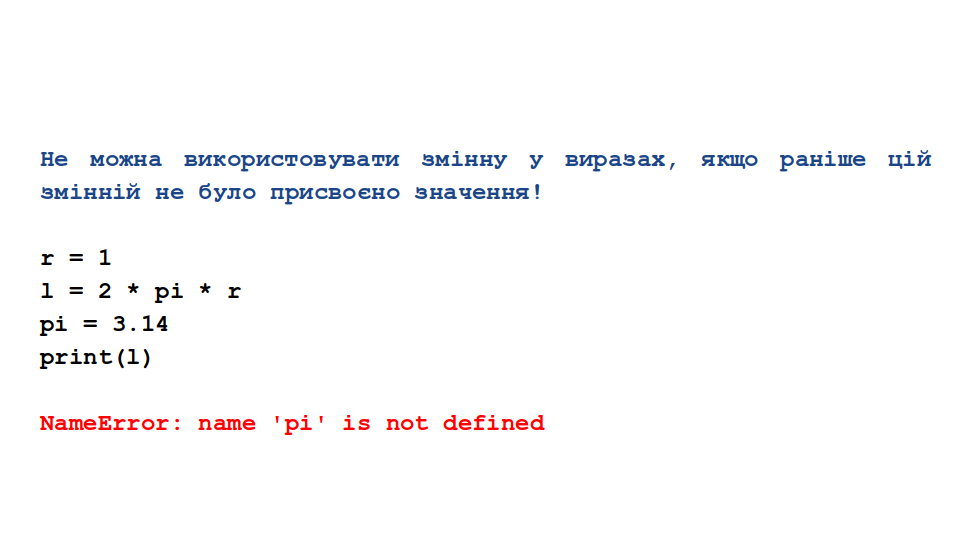 Не можна використовувати змінну у виразах, якщо раніше цій
змінній не було присвоєно значення!
r = 1
l = 2 * pi * r
pi = 3.14
print(l)
NameError: name 'pi' is not defined